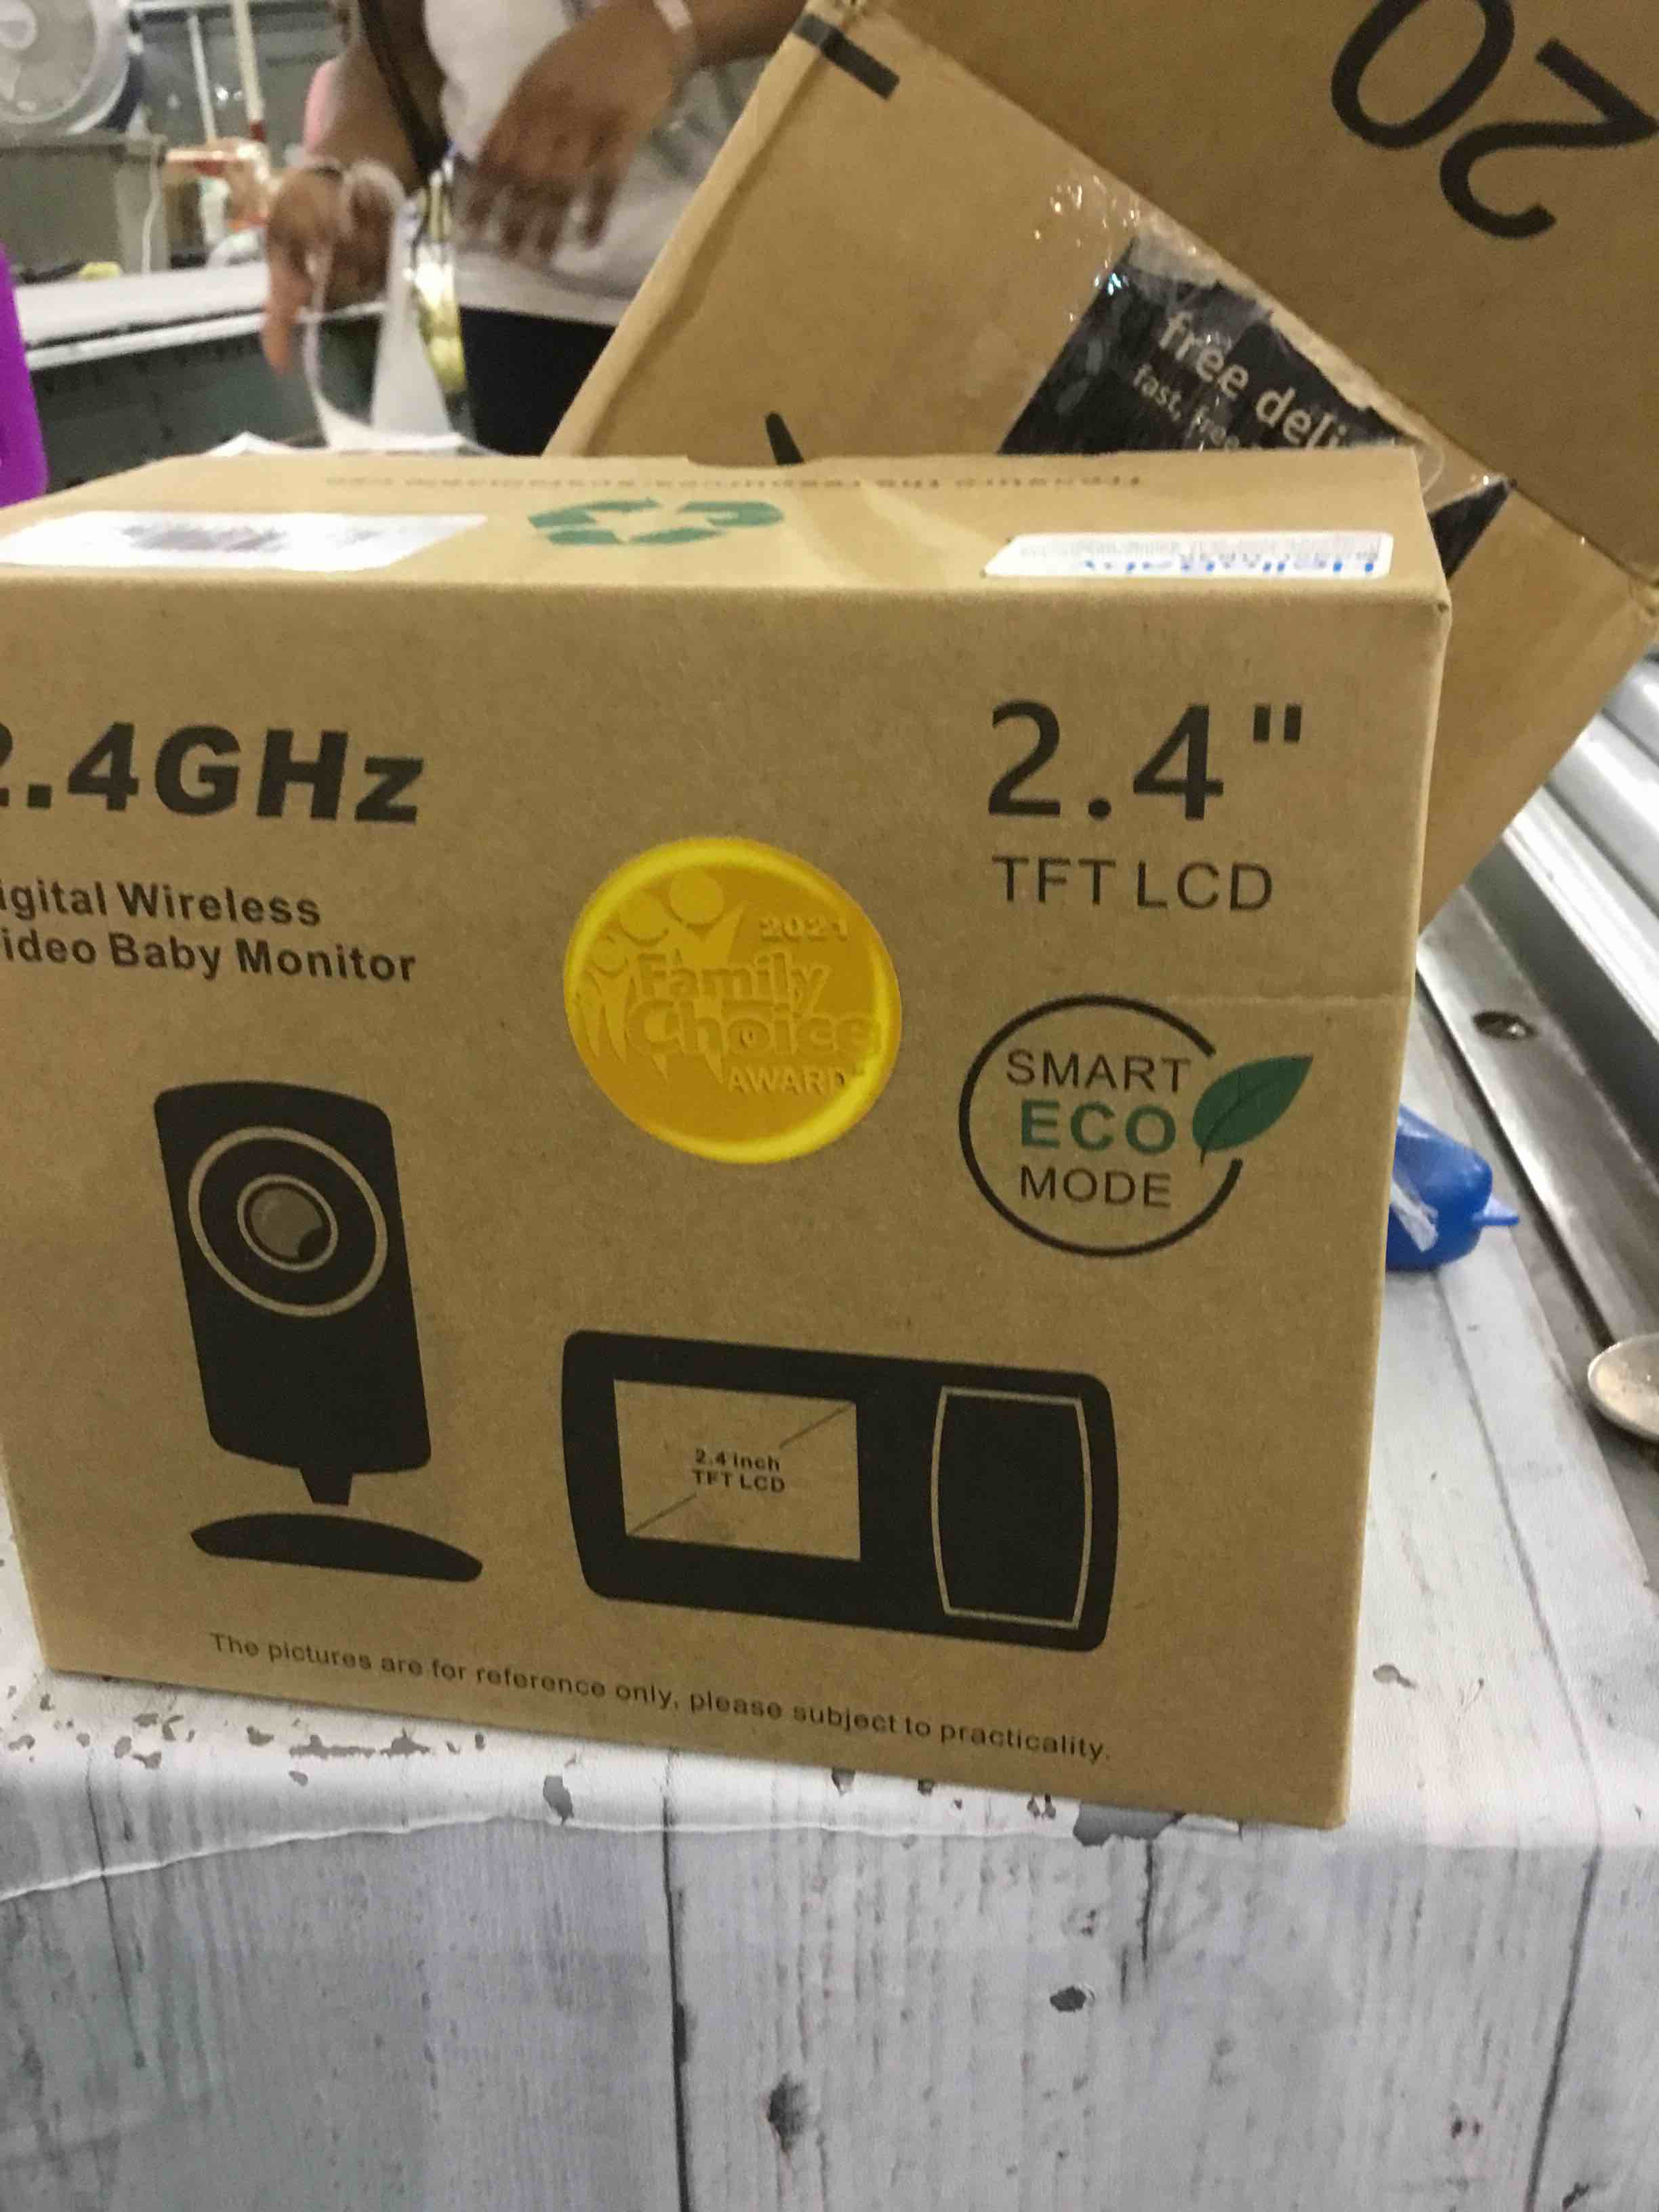 20
free deli
fast, free
.4GHz
igital Wireless
ideo Baby Monitor
2.4"
TFT LCD
2021
Family
Choice
AWARD
SMART
ECO
MODE
2.4 inch
TFT LCD
The pictures are for reference only, please subject to practicality.